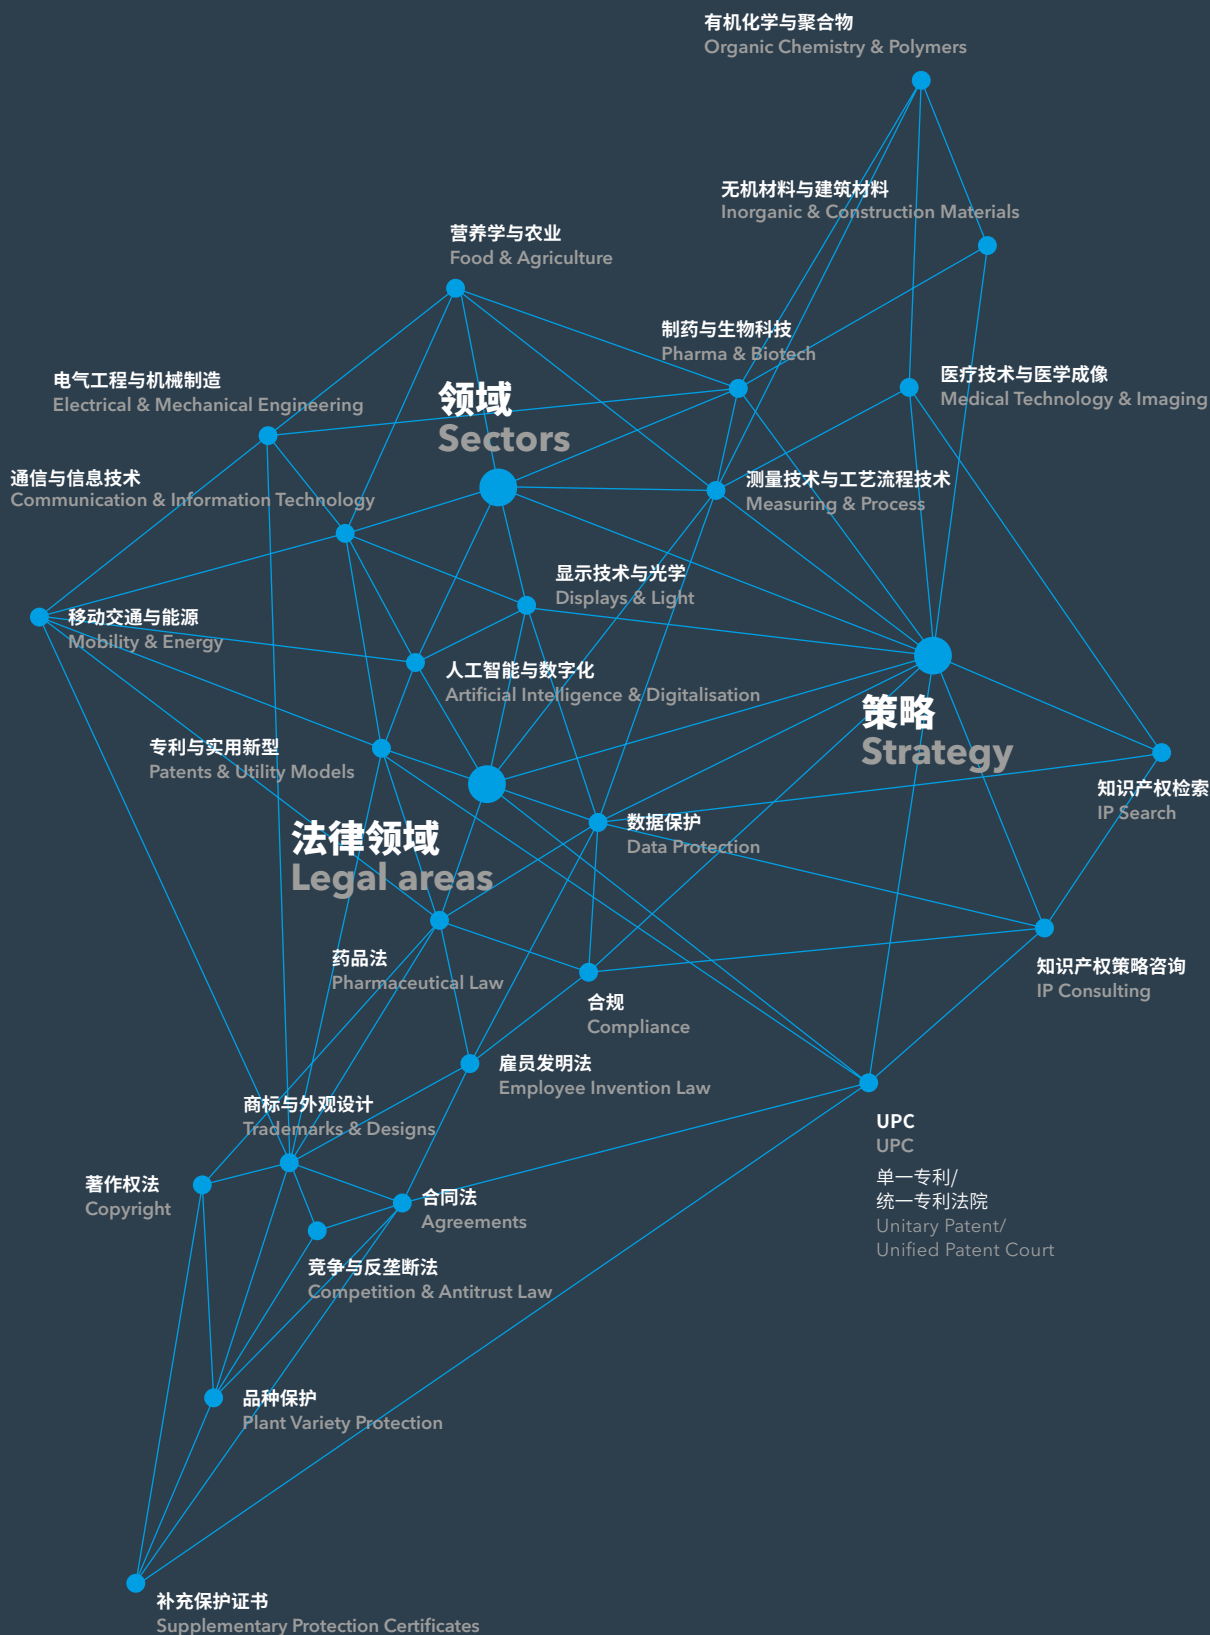 有机化学与聚合物
Organic Chemistry & Polymers
无机材料与建筑材料
Inorganic & Construction Materials
营养学与农业
Food & Agriculture
制药与生物科技
Pharma & Biotech
电气工程与机械制造
Electrical & Mechanical Engineering
领域
Sectors
医疗技术与医学成像
Medical Technology & Imaging
通信与信息技术
Communication & Information Technology
测量技术与工艺流程技术
Measuring & Process
显示技术与光学
Displays & Light
移动交通与能源
Mobility & Energy
人工智能与数字化
Artificial Intelligence & Digitalisation
策略
Strategy
专利与实用新型
Patents & Utility Models
知识产权检索
IP Search
法律领域
Legal areas
数据保护
Data Protection
药品法
Pharmaceutical Law
知识产权策略咨询
IP Consulting
合规
Compliance
雇员发明法
Employee Invention Law
商标与外观设计
Trademarks & Designs
UPC
UPC
单一专利/
统一专利法院
Unitary Patent/
Unified Patent Court
著作权法
Copyright
合同法
Agreements
竞争与反垄断法
Competition & Antitrust Law
品种保护
Plant Variety Protection
补充保护证书
Supplementary Protection Certificates